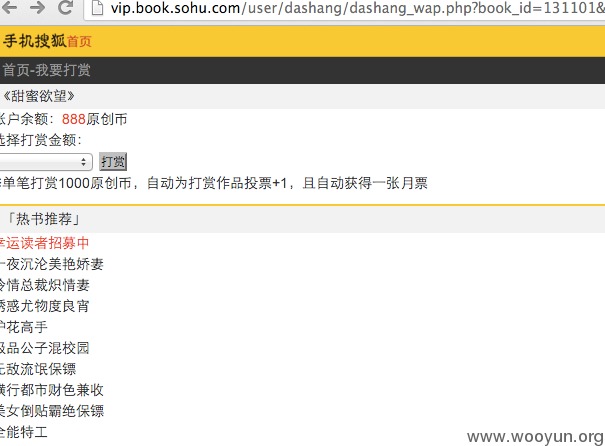 vip.book.sohu.com/user/dashang/dashang_wap.php?book_id=131101&
手机搜狐首页
首页-我要打赏
《甜蜜欲望》
账户余额：888原创币
选择打赏金额：
打赏
*单笔打赏1000原创币，自动为打赏作品投票+1，且自动获得一张月票
「热书推荐」
幸运读者招募中
一夜沉沦美艳娇妻
冷情总裁炽情妻
诱惑尤物度良宵
护花高手
极品公子混校园
无敌流氓保镖
横行都市财色兼收
美女倒贴霸绝保镖
全能特工
www.wooyun.org